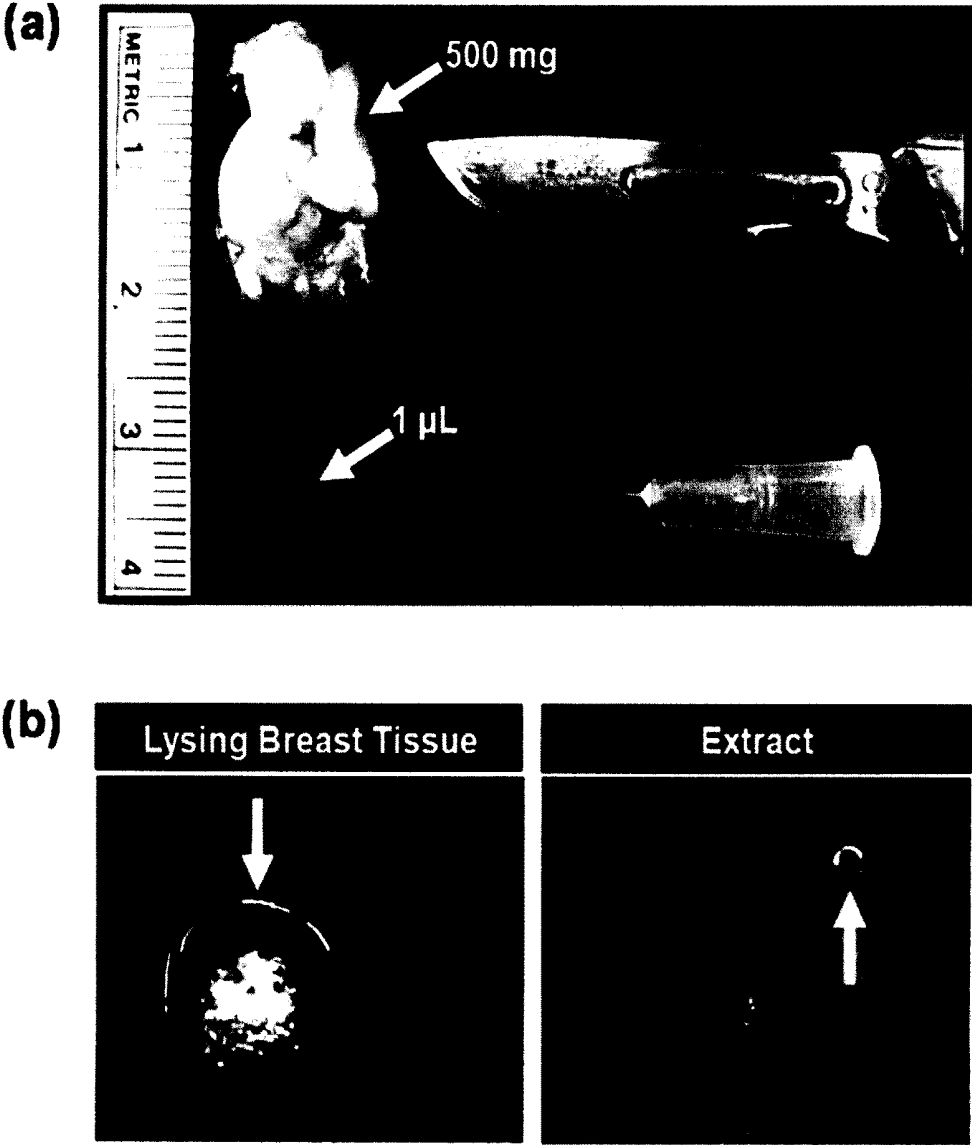 (a)
METRIC 1
500 mg
2
1 µL
3
4
(b)
Lysing Breast Tissue
Extract